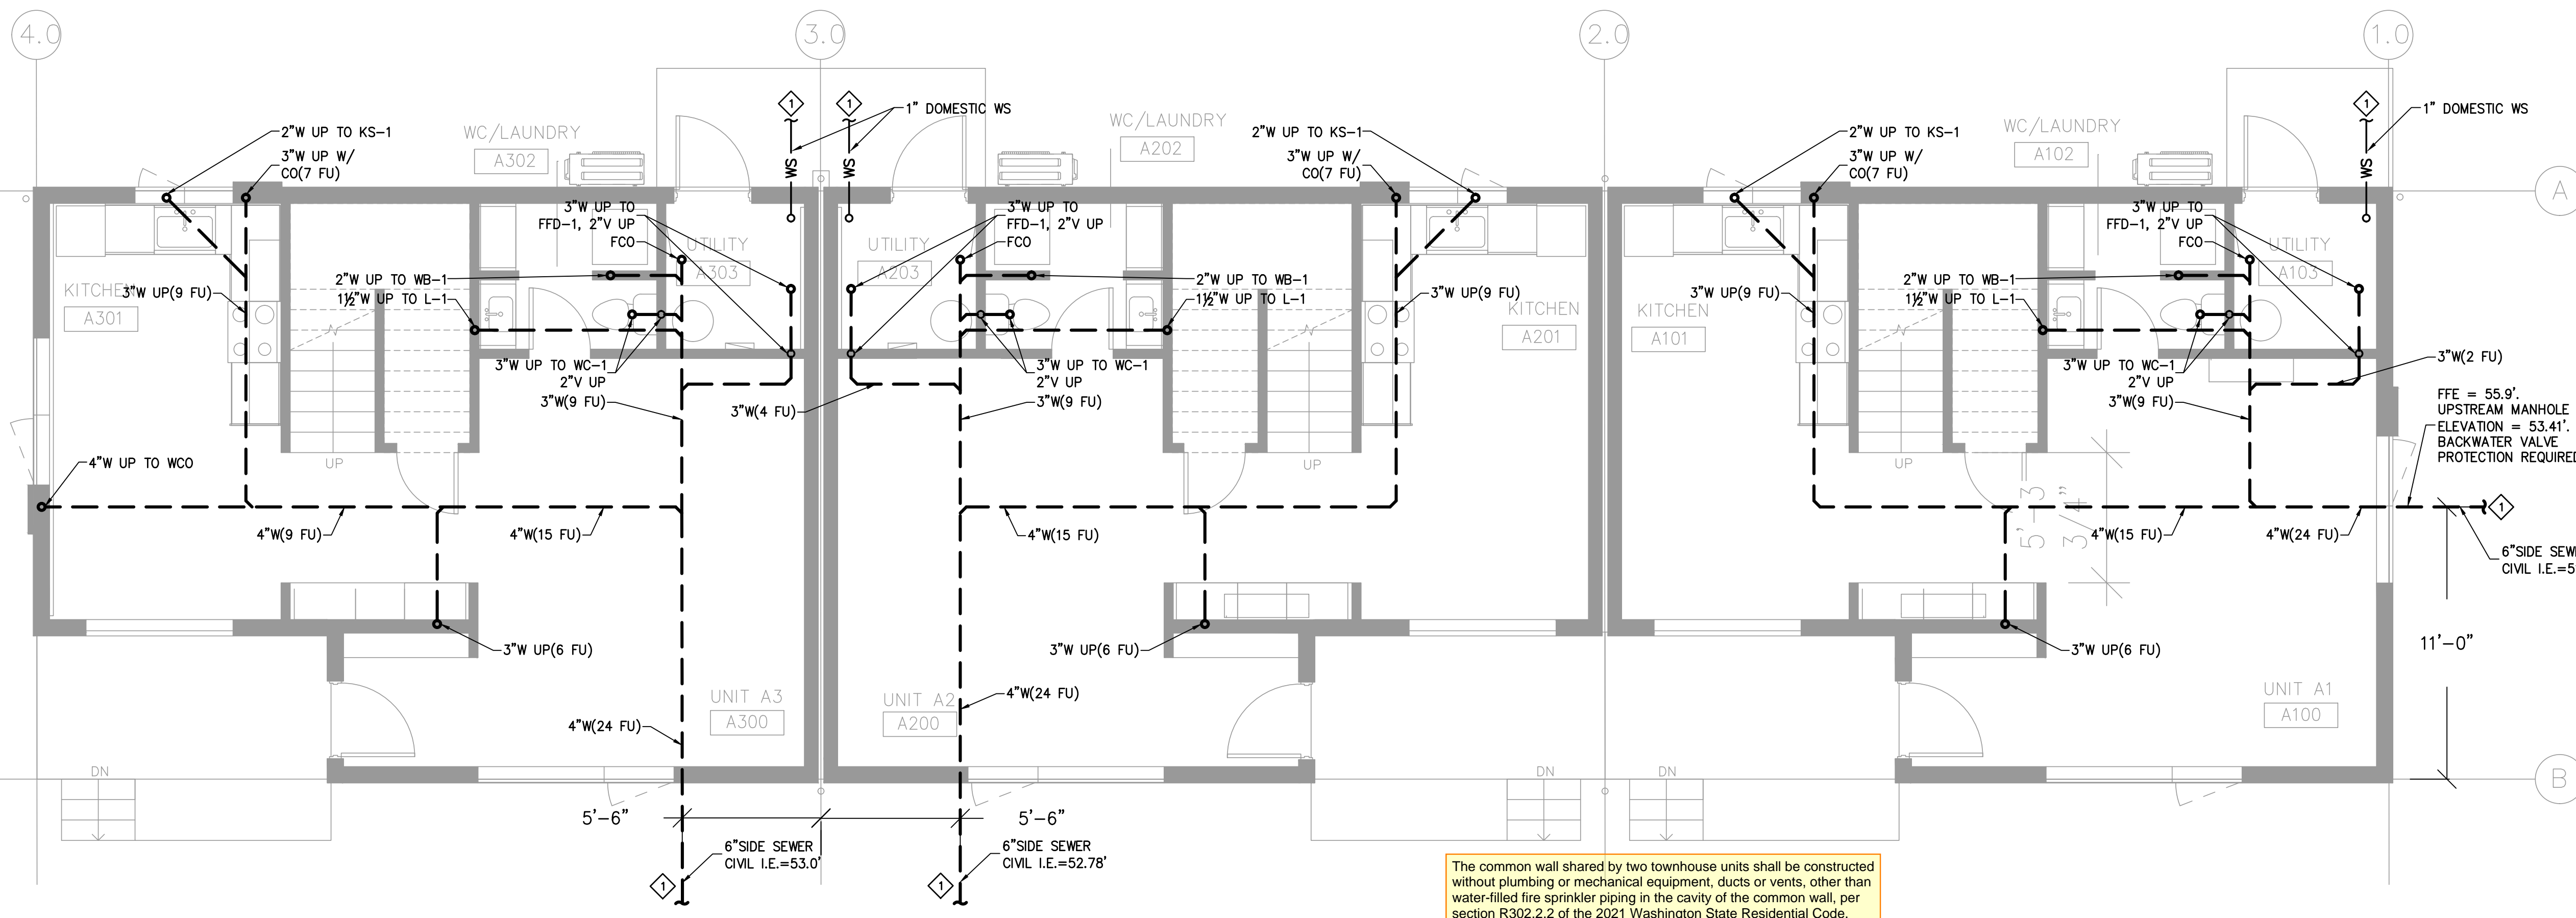 4.0
3.0
2.0
1.0
A
B
2"W UP TO KS-1
3"W UP W/
CO(7 FU)
WC/LAUNDRY
A302
1
1
1" DOMESTIC WS
WS
WS
WC/LAUNDRY
A202
2"W UP TO KS-1
3"W UP W/
CO(7 FU)
2"W UP TO KS-1
3"W UP W/
CO(7 FU)
WC/LAUNDRY
A102
1
1" DOMESTIC WS
WS
3"W UP TO
FFD-1, 2"V UP
FCO
UTILITY
A303
3"W UP TO
FFD-1, 2"V UP
FCO
UTILITY
A203
3"W UP TO
FFD-1, 2"V UP
FCO
UTILITY
A103
KITCHEN
A301
3"W UP(9 FU)
2"W UP TO WB-1
1½"W UP TO L-1
2"W UP TO WB-1
1½"W UP TO L-1
3"W UP(9 FU)
KITCHEN
A201
KITCHEN
A101
3"W UP(9 FU)
2"W UP TO WB-1
1½"W UP TO L-1
3"W UP TO WC-1
2"V UP
3"W(9 FU)
3"W(4 FU)
3"W UP TO WC-1
2"V UP
3"W(9 FU)
3"W UP TO WC-1
2"V UP
3"W(9 FU)
3"W(2 FU)
FFE = 55.9'.
UPSTREAM MANHOLE
ELEVATION = 53.41'.
BACKWATER VALVE
PROTECTION REQUIRED
4"W UP TO WCO
UP
UP
UP
4"W(9 FU)
4"W(15 FU)
4"W(15 FU)
5'-3
3/4"
4"W(15 FU)
4"W(24 FU)
1
6"SIDE SEW
CIVIL I.E.=5
3"W UP(6 FU)
3"W UP(6 FU)
3"W UP(6 FU)
11'-0"
UNIT A3
A300
UNIT A2
A200
UNIT A1
A100
4"W(24 FU)
4"W(24 FU)
DN
DN
DN
5'-6"
5'-6"
6"SIDE SEWER
CIVIL I.E.=53.0'
1
6"SIDE SEWER
CIVIL I.E.=52.78'
1
The common wall shared by two townhouse units shall be constructed
without plumbing or mechanical equipment, ducts or vents, other than
water-filled fire sprinkler piping in the cavity of the common wall, per
section R302.2.2 of the 2021 Washington State Residential Code.